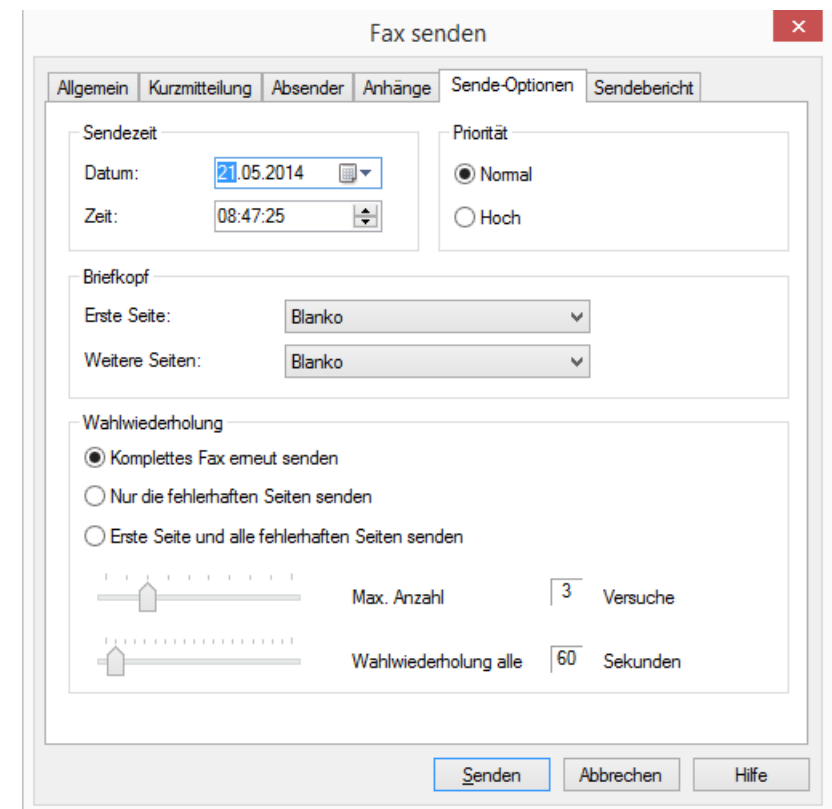 Fax senden
Allgemein Kurzmitteilung Absender Anhänge Sende-Optionen Sendebericht
Sendezeit
Datum: 21.05.2014
Zeit: 08:47:25
Priorität
Normal
Hoch
Briefkopf
Erste Seite: Blanko
Weitere Seiten: Blanko
Wahlwiederholung
Komplettes Fax erneut senden
Nur die fehlerhaften Seiten senden
Erste Seite und alle fehlerhaften Seiten senden
Max. Anzahl 3 Versuche
Wahlwiederholung alle 60 Sekunden
Senden Abbrechen Hilfe